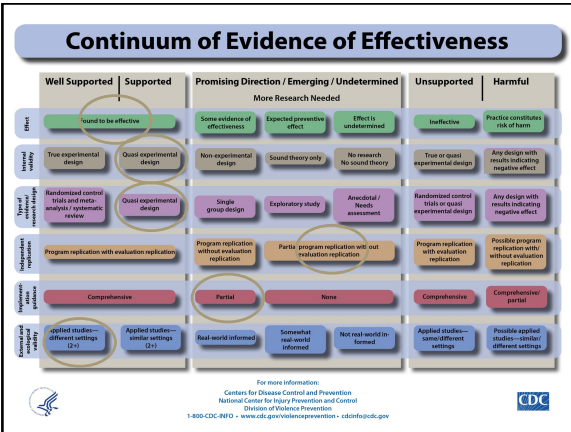 Continuum of Evidence of Effectiveness
Well Supported | Supported
Promising Direction / Emerging / Undetermined
More Research Needed
Unsupported | Harmful
Effect
Found to be effective
Some evidence of
effectiveness
Expected preventive
effect
Effect is
undetermined
Ineffective
Practice constitutes
risk of harm
Internal
validity
True experimental
design
Quasi experimental
design
Non-experimental
design
Sound theory only
No research
No sound theory
True or quasi
experimental design
Any design with
results indicating
negative effect
Type of
evidence/
research design
Randomized control
trials and meta-
analysis / systematic
review
Quasi experimental
design
Single
group design
Exploratory study
Anecdotal /
Needs
assessment
Randomized control
trials or quasi
experimental design
Any design with
results indicating
negative effect
Independent
replication
Program replication with evaluation replication
Program replication
without evaluation
replication
Partial program replication without
evaluation replication
Program replication
with evaluation
replication
Possible program
replication with/
without evaluation
replication
Implement-
ation
guidance
Comprehensive
Partial
None
Comprehensive
Comprehensive/
partial
External and
ecological
validity
Applied studies—
different settings
(2+)
Applied studies—
similar settings
(2+)
Real-world informed
Somewhat
real-world
informed
Not real-world in-
formed
Applied studies—
same/different
settings
Possible applied
studies—similar/
different settings
For more information:
Centers for Disease Control and Prevention
National Center for Injury Prevention and Control
Division of Violence Prevention
1-800-CDC-INFO • www.cdc.gov/violenceprevention • cdcinfo@cdc.gov
CDC